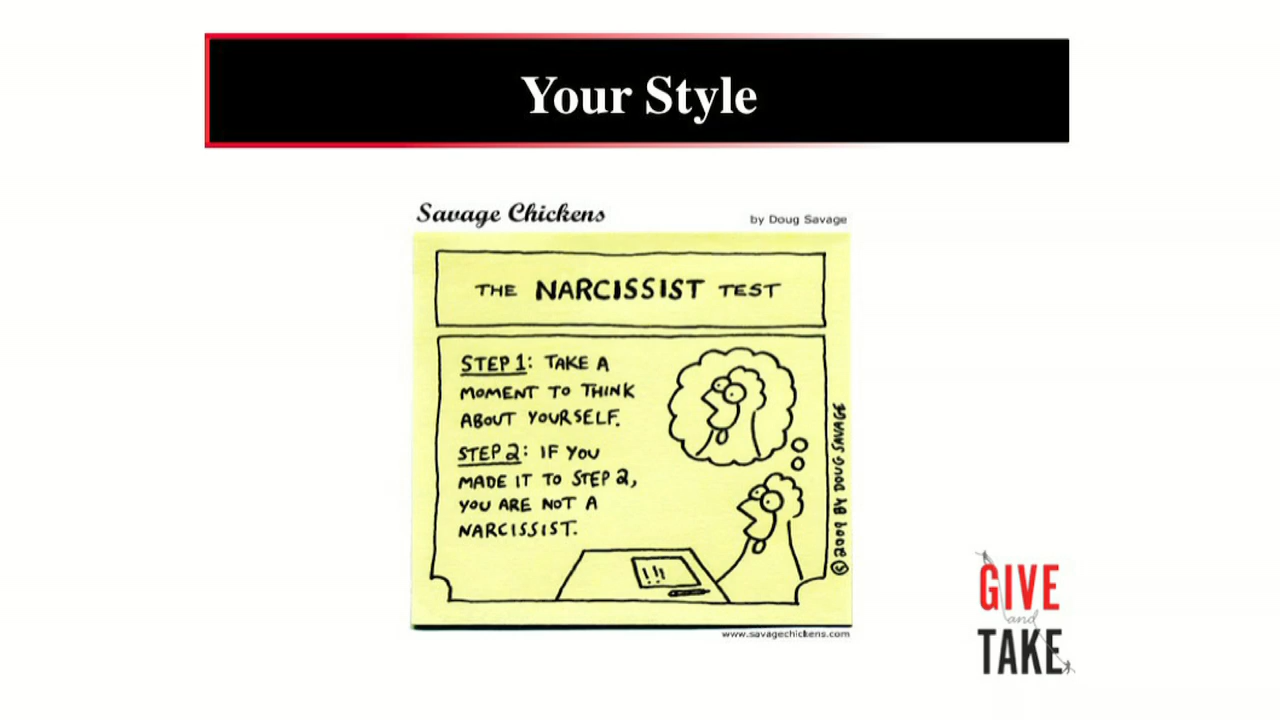 Your Style
Savage Chickens
by Doug Savage
THE NARCISSIST TEST
STEP 1: TAKE A
MOMENT TO THINK
ABOUT YOURSELF.
STEP 2: IF YOU
MADE IT TO STEP 2,
YOU ARE NOT A
NARCISSIST.
©2009 BY DOUG SAVAGE
www.savagechickens.com
GIVE
and
TAKE